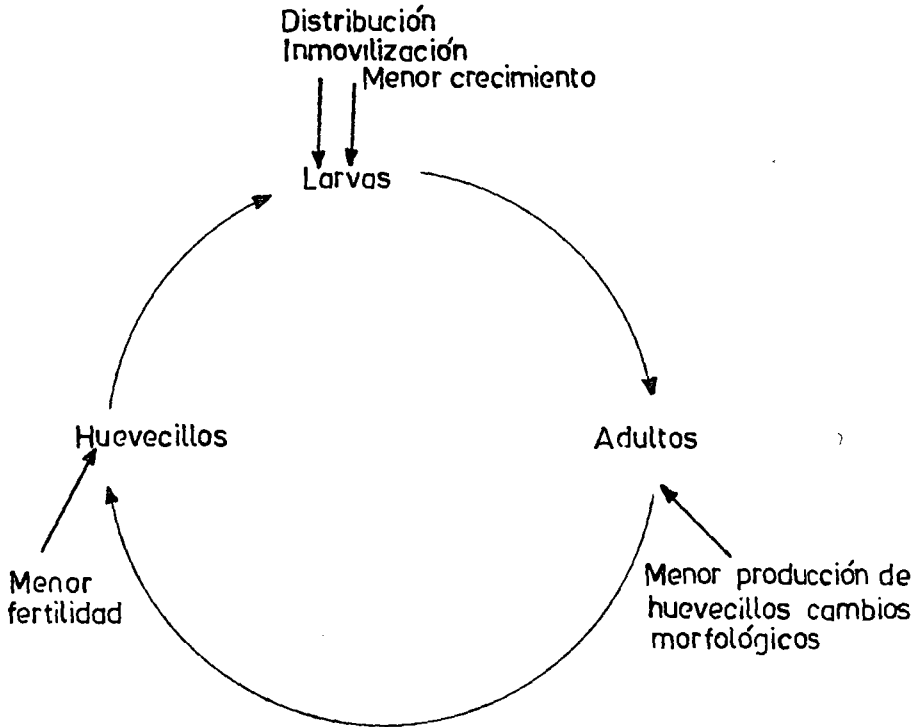 Distribución
Inmovilización
Menor crecimiento
Larvas
Huevecillos
Adultos
Menor
fertilidad
Menor producción de
huevecillos cambios
morfológicos